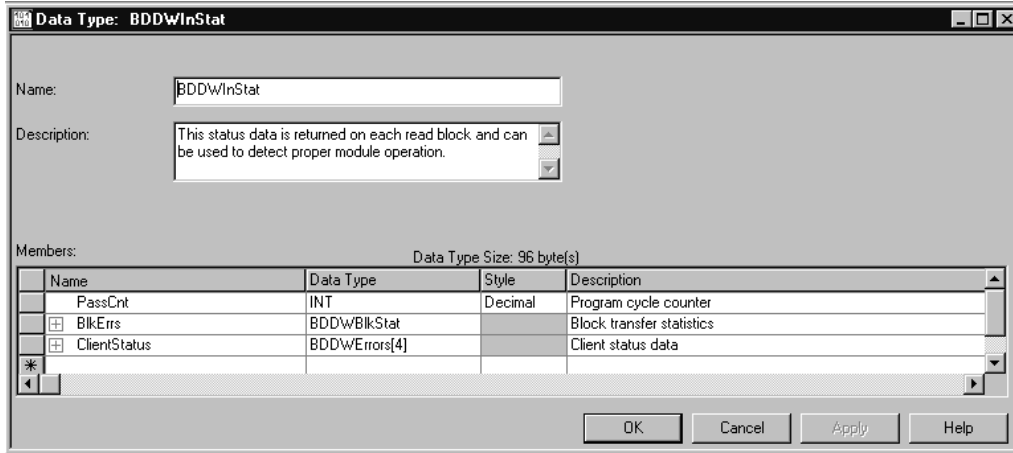 Data Type: BDDWInStat
Name: BDDWInStat
Description: This status data is returned on each read block and can
be used to detect proper module operation.
Members: Data Type Size: 96 byte(s)
Name Data Type Style Description
PassCnt INT Decimal Program cycle counter
BlkErrs BDDWBlkStat Block transfer statistics
ClientStatus BDDWErrors[4] Client status data
OK Cancel Apply Help